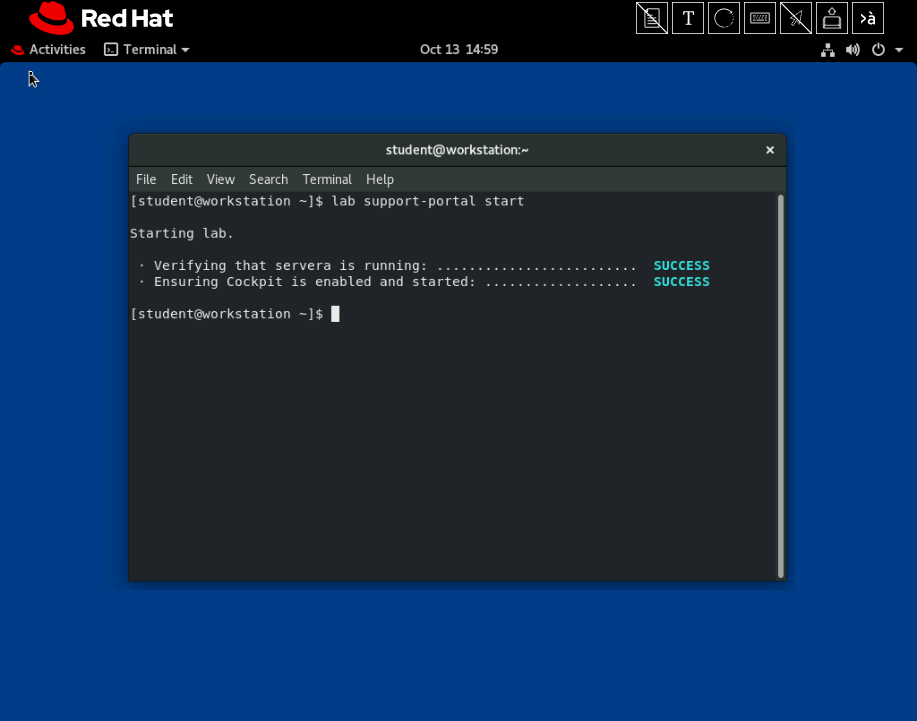 Red Hat
T
>à
Activities Terminal Oct 13 14:59
student@workstation:~ ×
File Edit View Search Terminal Help
[student@workstation ~]$ lab support-portal start
Starting lab.
· Verifying that servera is running: ......................... SUCCESS
· Ensuring Cockpit is enabled and started: ................... SUCCESS
[student@workstation ~]$